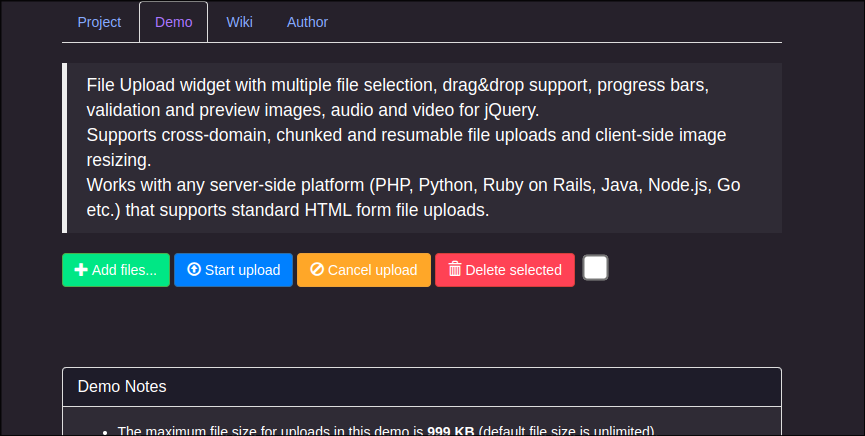 Project Demo Wiki Author
File Upload widget with multiple file selection, drag&drop support, progress bars,
validation and preview images, audio and video for jQuery.
Supports cross-domain, chunked and resumable file uploads and client-side image
resizing.
Works with any server-side platform (PHP, Python, Ruby on Rails, Java, Node.js, Go
etc.) that supports standard HTML form file uploads.
Add files... Start upload Cancel upload Delete selected
Demo Notes
The maximum file size for uploads in this demo is 999 KB (default file size is unlimited)